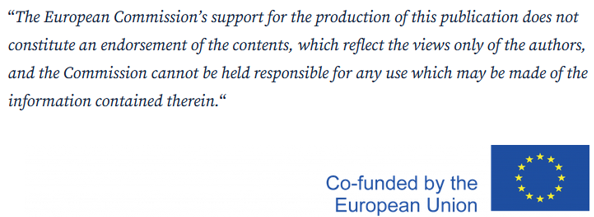 “The European Commission’s support for the production of this publication does not
constitute an endorsement of the contents, which reflect the views only of the authors,
and the Commission cannot be held responsible for any use which may be made of the
information contained therein.“
Co-funded by the
European Union